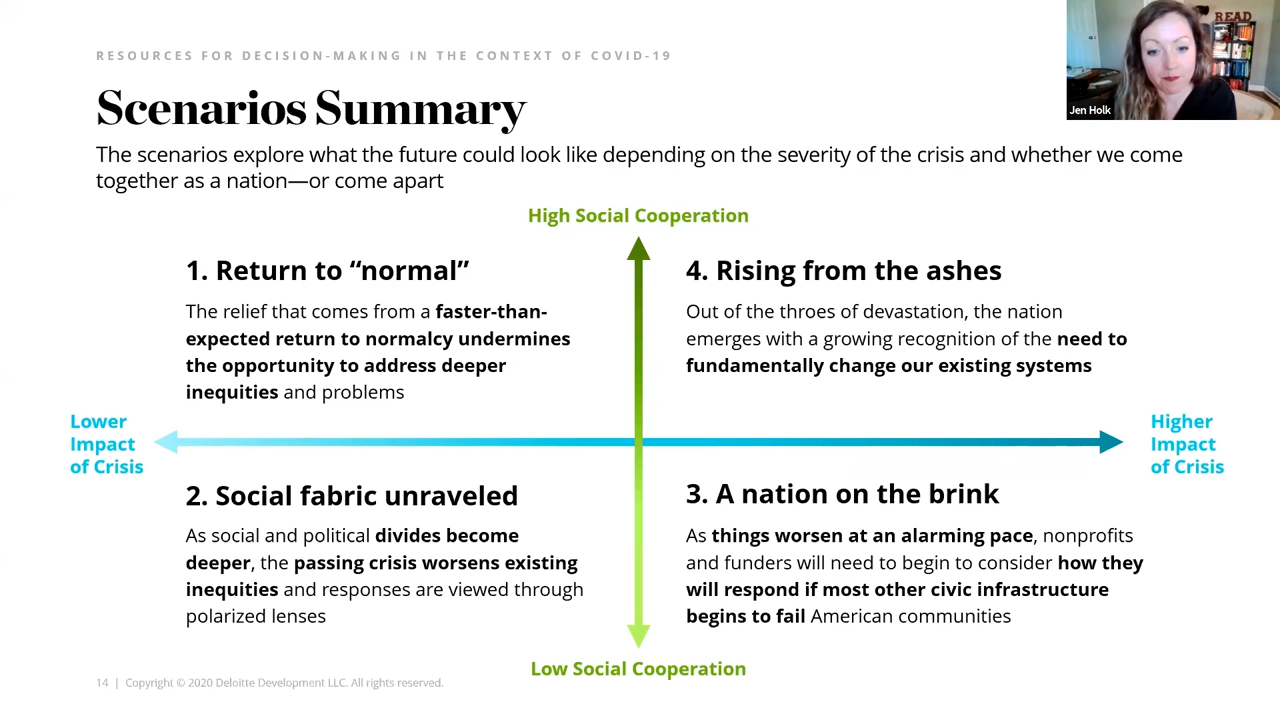 RESOURCES FOR DECISION-MAKING IN THE CONTEXT OF COVID-19
READ
Jen Holk
Scenarios Summary
The scenarios explore what the future could look like depending on the severity of the crisis and whether we come
together as a nation—or come apart
High Social Cooperation
1. Return to “normal”
The relief that comes from a faster-than-
expected return to normalcy undermines
the opportunity to address deeper
inequities and problems
4. Rising from the ashes
Out of the throes of devastation, the nation
emerges with a growing recognition of the need to
fundamentally change our existing systems
Lower
Impact
of Crisis
Higher
Impact
of Crisis
2. Social fabric unraveled
As social and political divides become
deeper, the passing crisis worsens existing
inequities and responses are viewed through
polarized lenses
3. A nation on the brink
As things worsen at an alarming pace, nonprofits
and funders will need to begin to consider how they
will respond if most other civic infrastructure
begins to fail American communities
Low Social Cooperation
14 | Copyright © 2020 Deloitte Development LLC. All rights reserved.